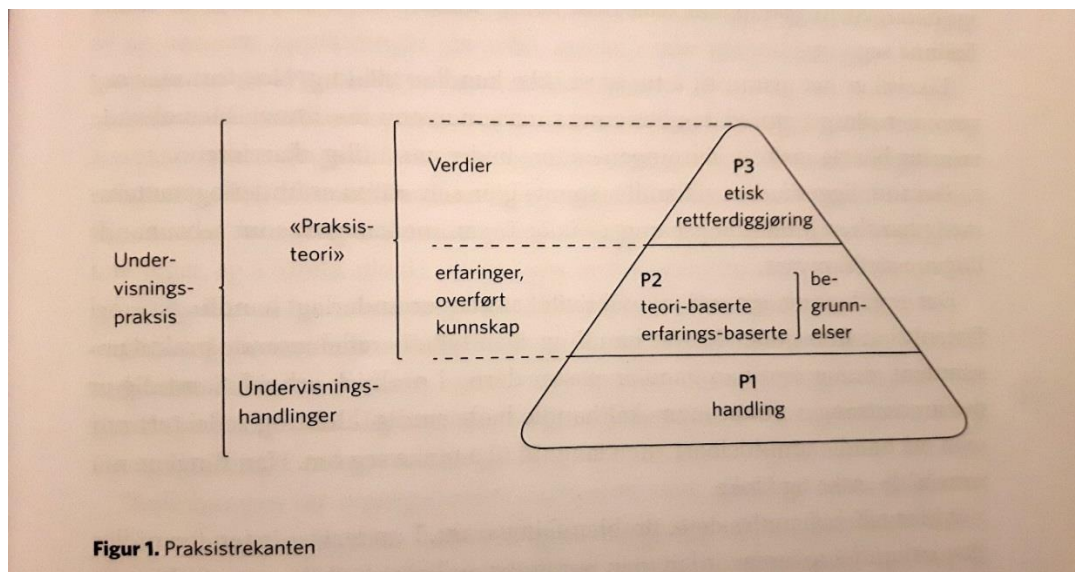 Under-
visnings-
praksis
«Praksis-
teori»
Verdier
erfaringer,
overført
kunnskap
Undervisnings-
handlinger
P3
etisk
rettferdiggjøring
P2
teori-baserte
erfarings-baserte
be-
grunn-
elser
P1
handling
Figur 1. Praksistrekanten